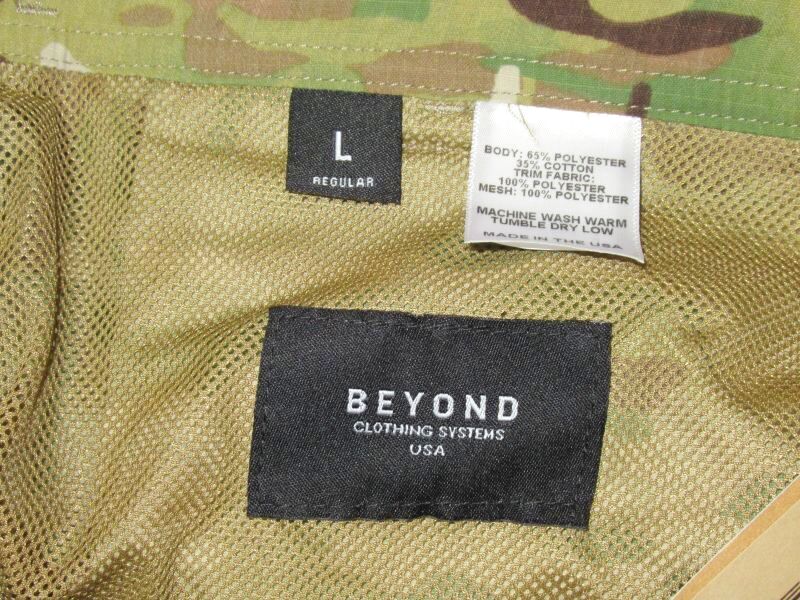 L
REGULAR
BODY: 65% POLYESTER
35% COTTON
TRIM FABRIC:
100% POLYESTER
MESH: 100% POLYESTER
MACHINE WASH WARM
TUMBLE DRY LOW
MADE IN THE USA
BEYOND
CLOTHING SYSTEMS
USA